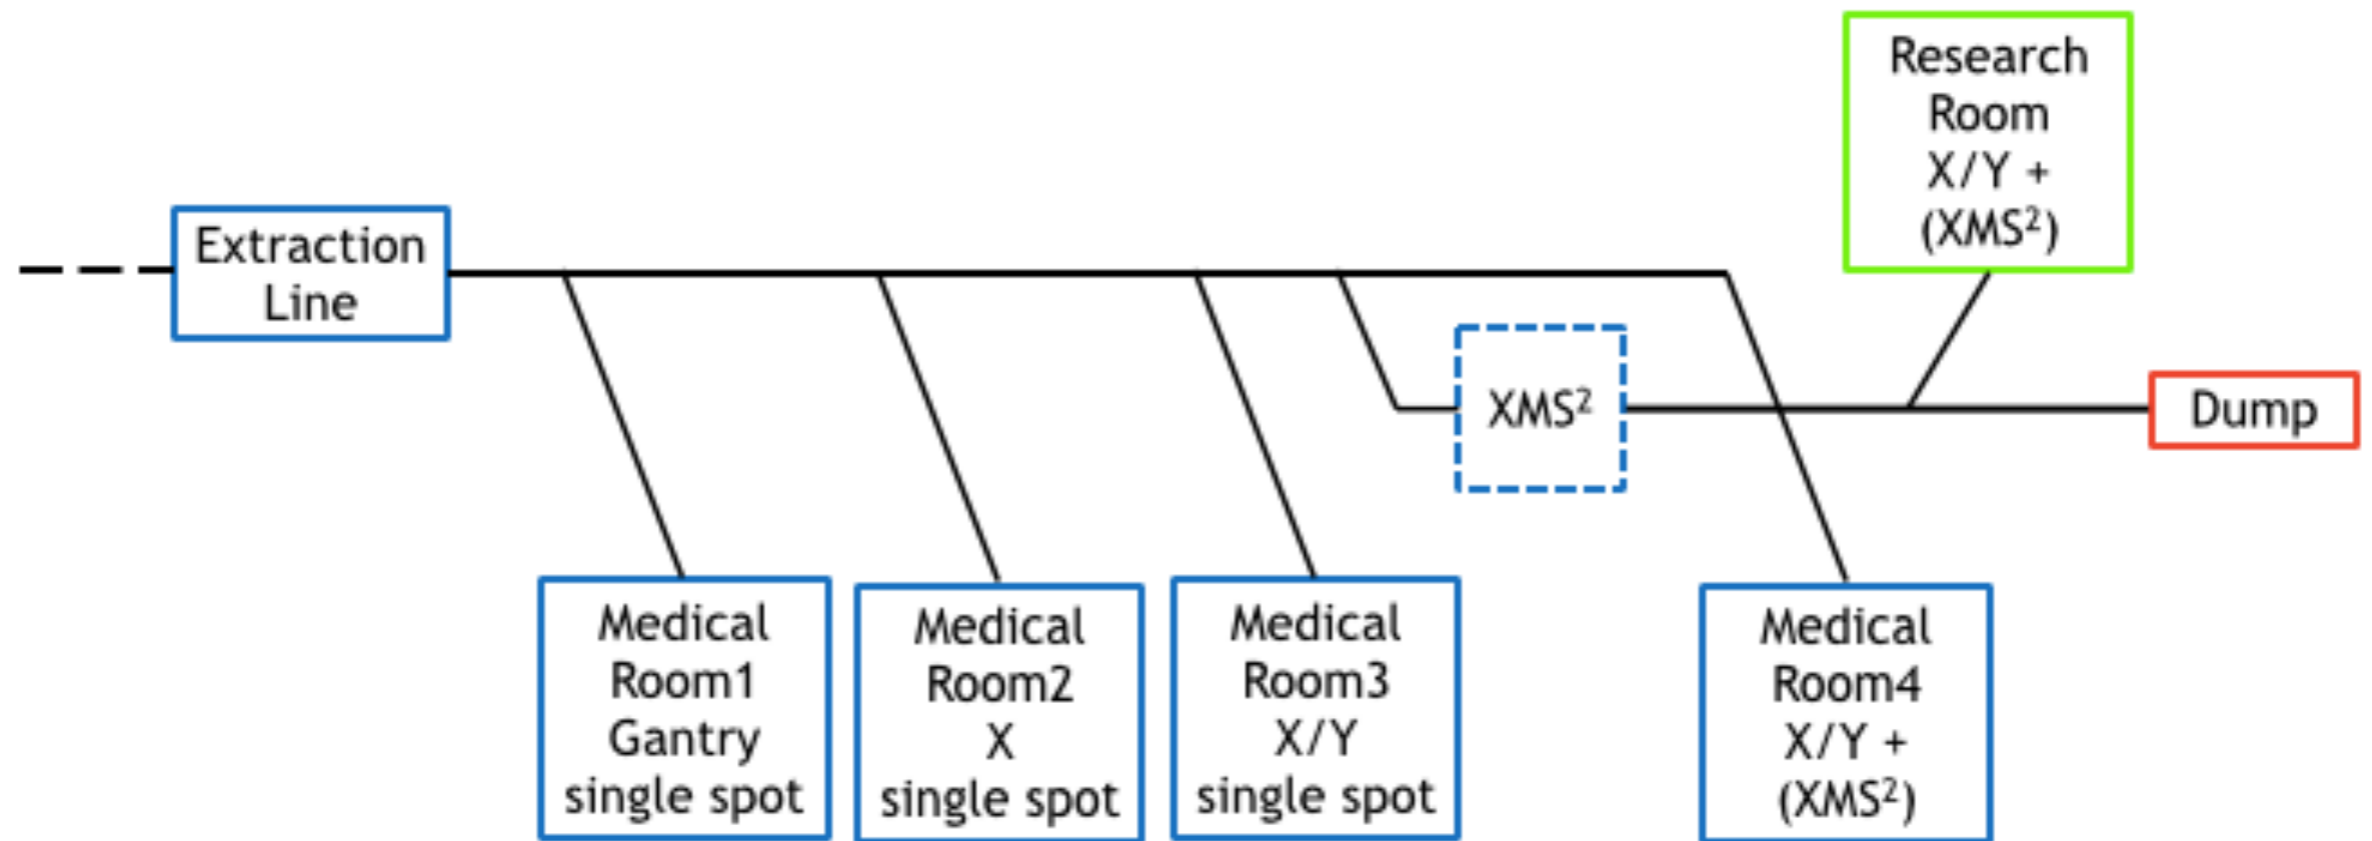 Research
Room
X/Y +
(XMS²)
Extraction
Line
XMS²
Dump
Medical
Room1
Gantry
single spot
Medical
Room2
X
single spot
Medical
Room3
X/Y
single spot
Medical
Room4
X/Y +
(XMS²)